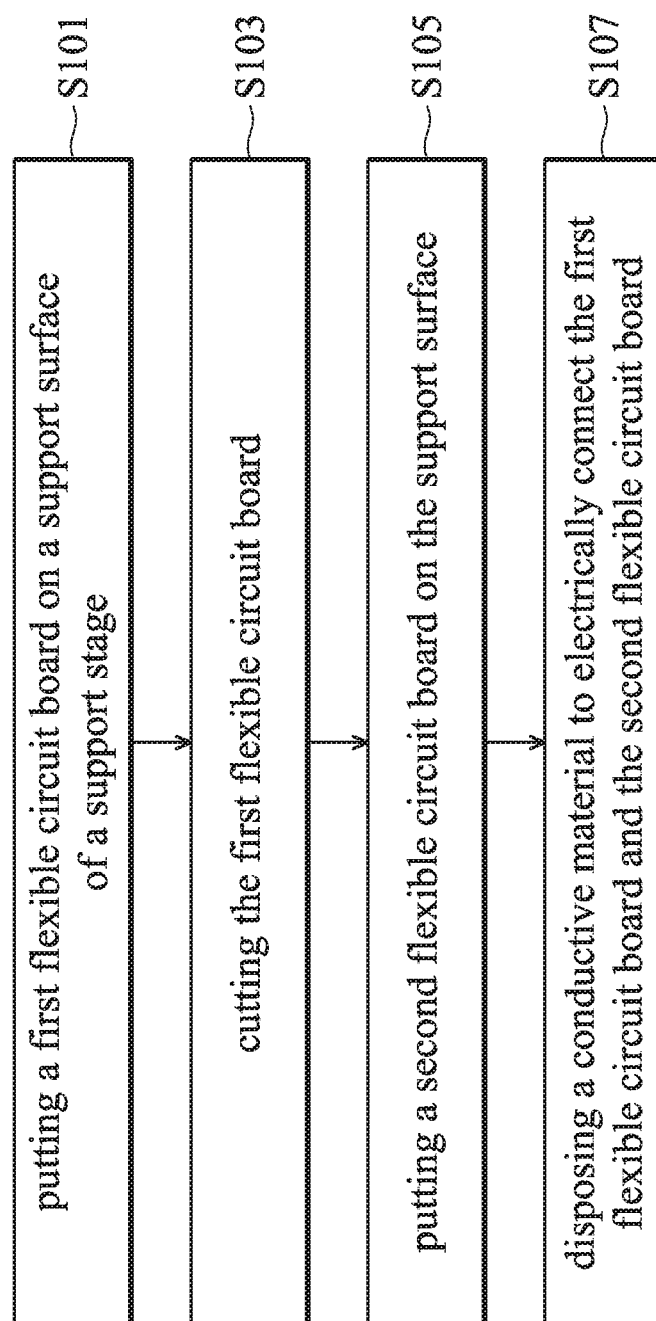 putting a first flexible circuit board on a support surface
of a support stage
S101
cutting the first flexible circuit board
S103
putting a second flexible circuit board on the support surface
S105
disposing a conductive material to electrically connect the first
flexible circuit board and the second flexible circuit board
S107